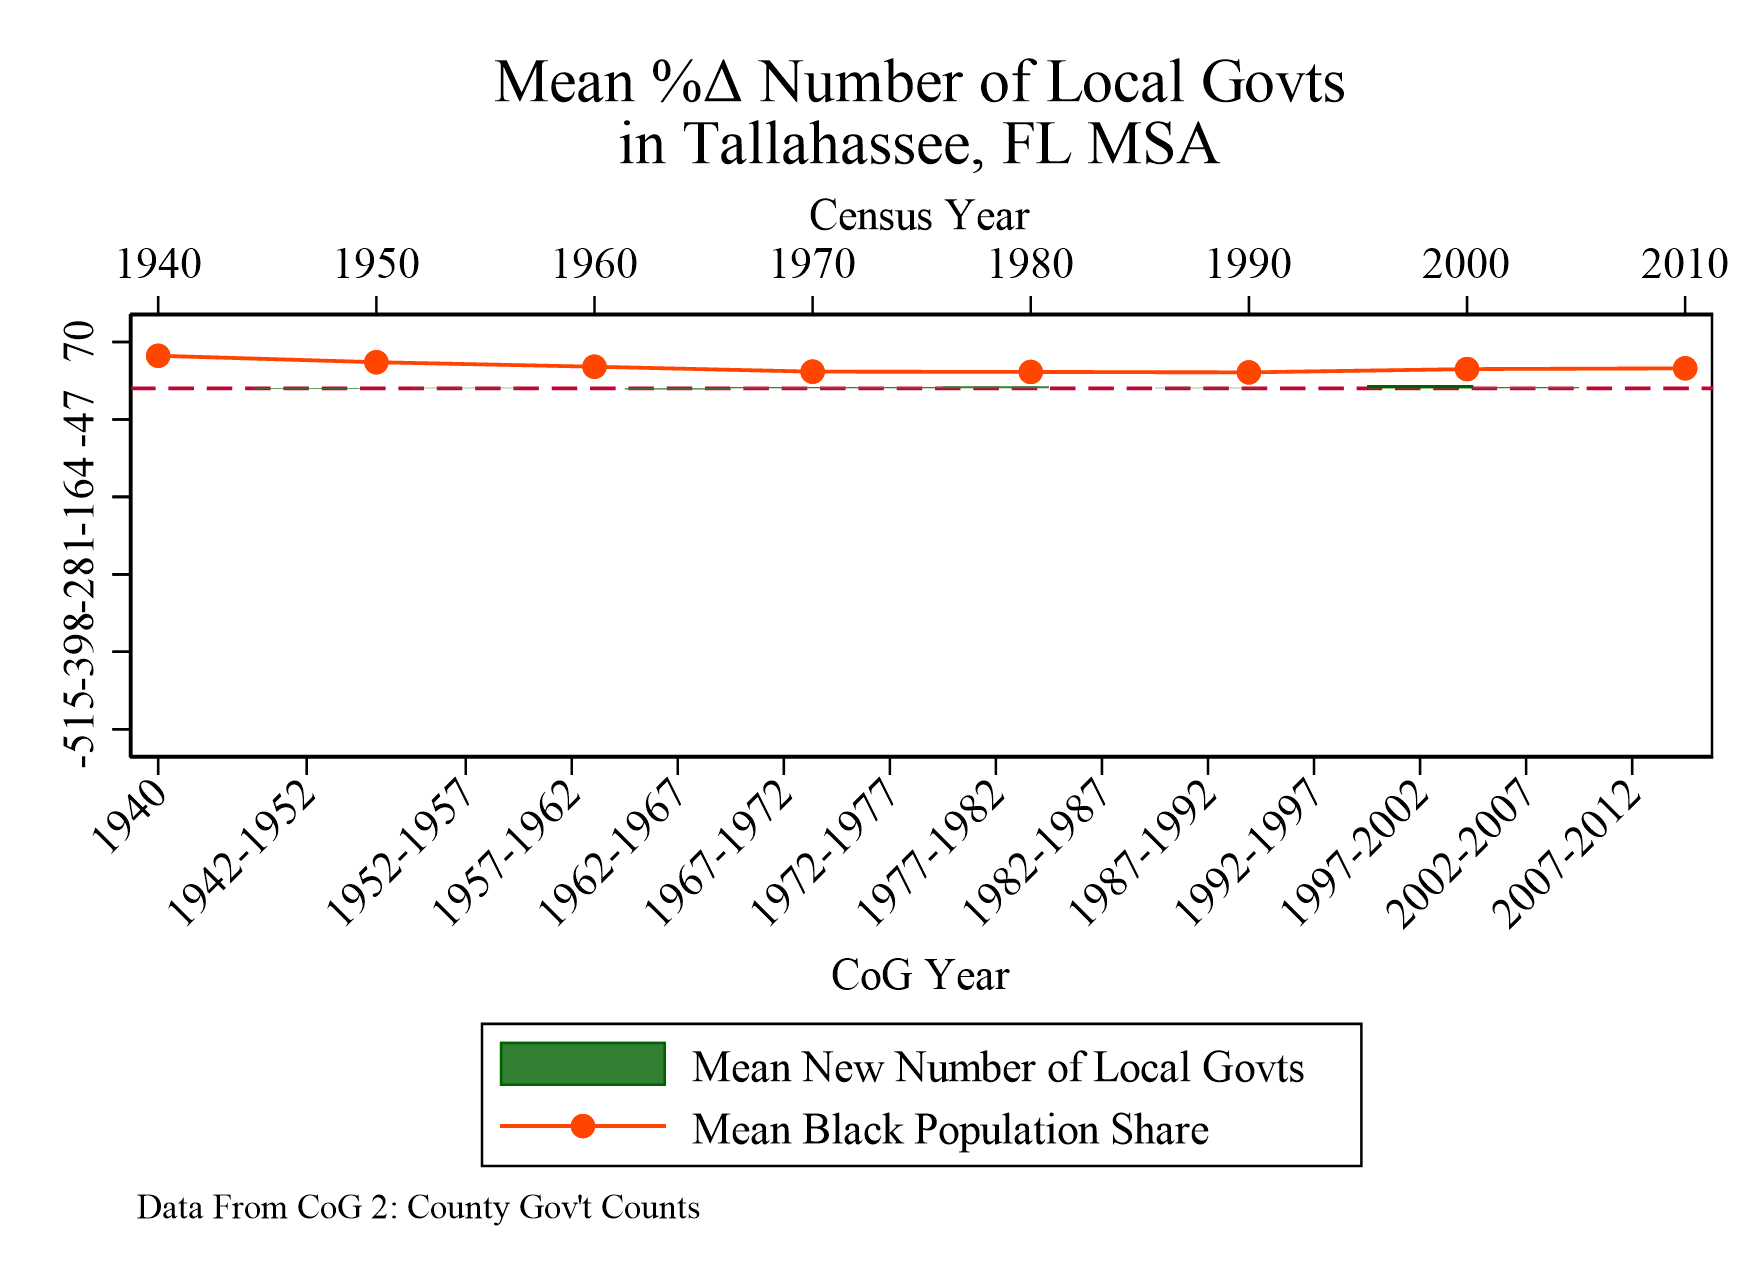 Mean %Δ Number of Local Govts
in Tallahassee, FL MSA
Census Year
1940 1950 1960 1970 1980 1990 2000 2010
70
-47
-164
-281
-398
-515
1940 1942-1952 1952-1957 1957-1962 1962-1967 1967-1972 1972-1977 1977-1982 1982-1987 1987-1992 1992-1997 1997-2002 2002-2007 2007-2012
CoG Year
Mean New Number of Local Govts
Mean Black Population Share
Data From CoG 2: County Gov't Counts